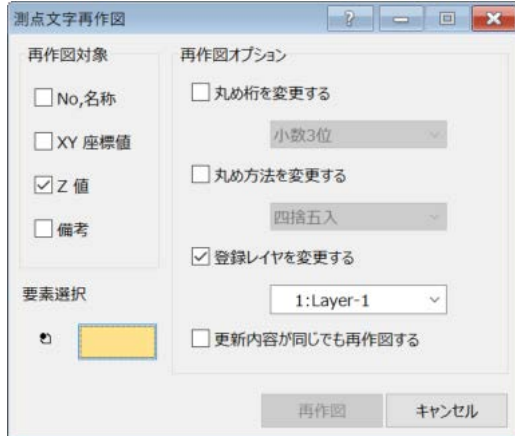 測点文字再作図
再作図対象
No,名称
XY 座標値
Z 値
備考
要素選択
再作図オプション
丸め桁を変更する
小数3位
丸め方法を変更する
四捨五入
登録レイヤを変更する
1:Layer-1
更新内容が同じでも再作図する
再作図
キャンセル